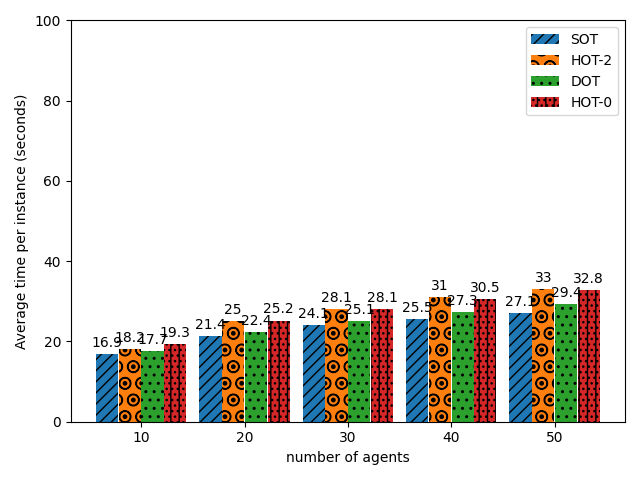 100
80
60
40
20
0
Average time per instance (seconds)
SOT
HOT-2
DOT
HOT-0
16.9 18.2 17.7 19.3
21.4 25 22.4 25.2
24.1 28.1 25.1 28.1
25.5 31 27.3 30.5
27.1 33 29.4 32.8
10 20 30 40 50
number of agents